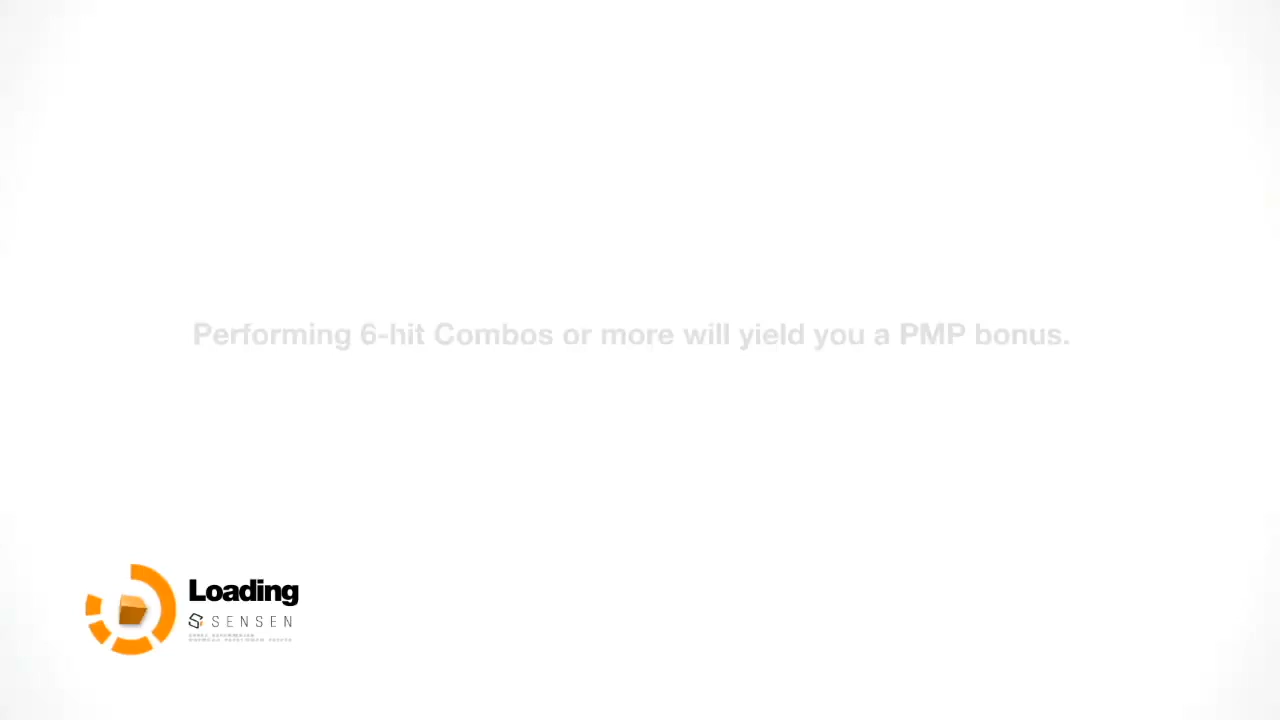 Performing 6-hit Combos or more will yield you a PMP bonus.
Loading
SENSEN